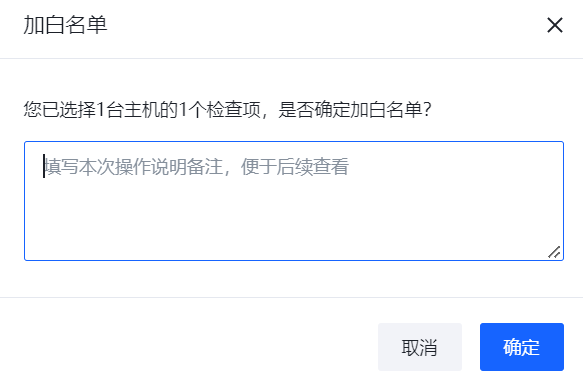 加白名单
您已选择1台主机的1个检查项，是否确定加白名单？
填写本次操作说明备注，便于后续查看
取消
确定